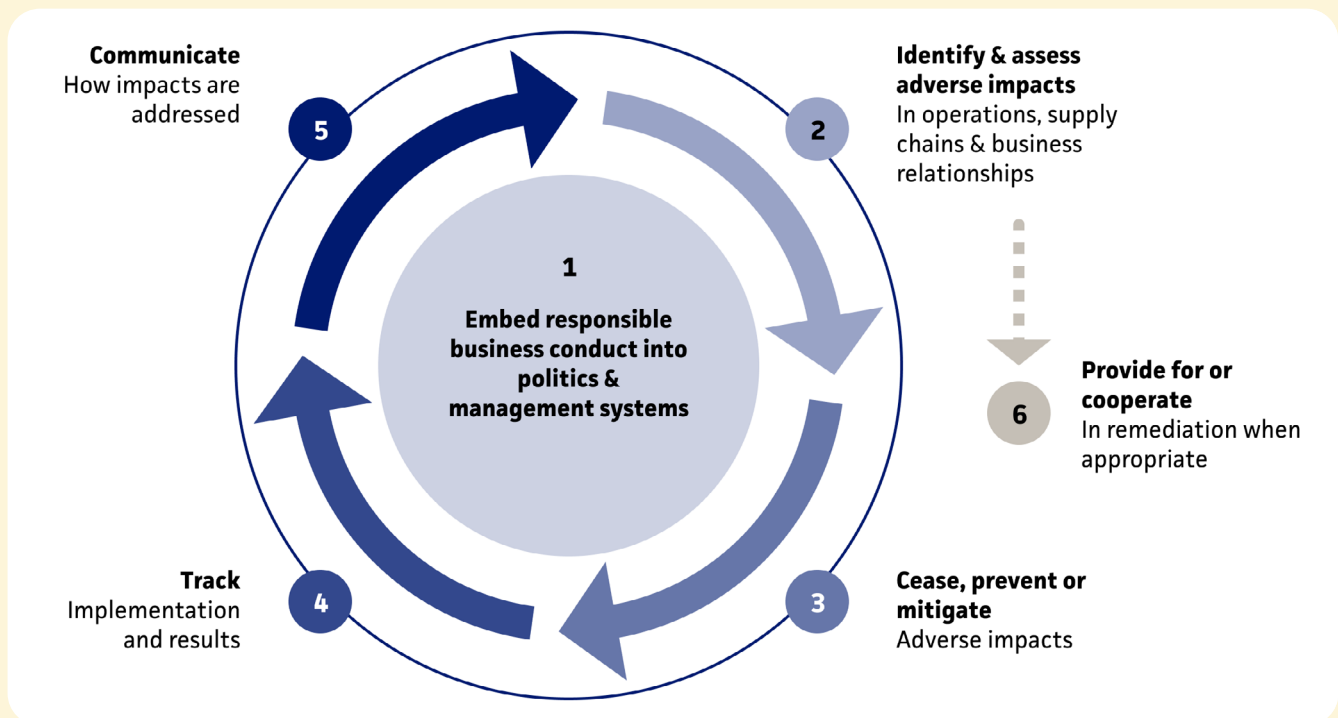 1
Embed responsible
business conduct into
politics &
management systems
2
Identify & assess
adverse impacts
In operations, supply
chains & business
relationships
3
Cease, prevent or
mitigate
Adverse impacts
4
Track
Implementation
and results
5
Communicate
How impacts are
addressed
6
Provide for or
cooperate
In remediation when
appropriate